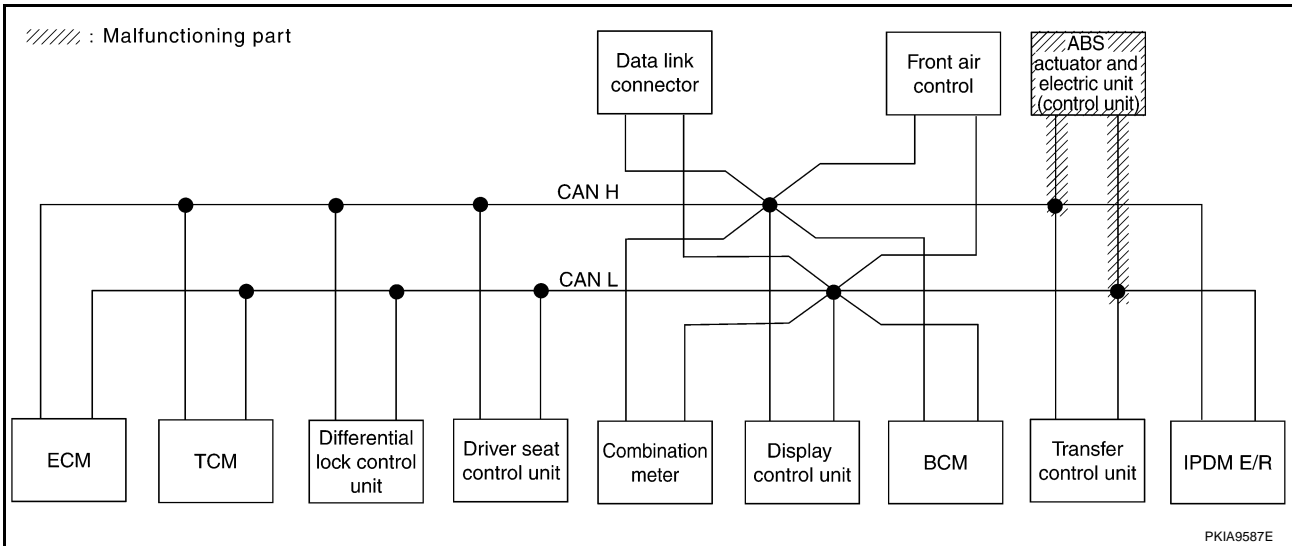 : Malfunctioning part
Data link
connector
Front air
control
ABS
actuator and
electric unit
(control unit)
CAN H
CAN L
ECM
TCM
Differential
lock control
unit
Driver seat
control unit
Combination
meter
Display
control unit
BCM
Transfer
control unit
IPDM E/R
PKIA9587E